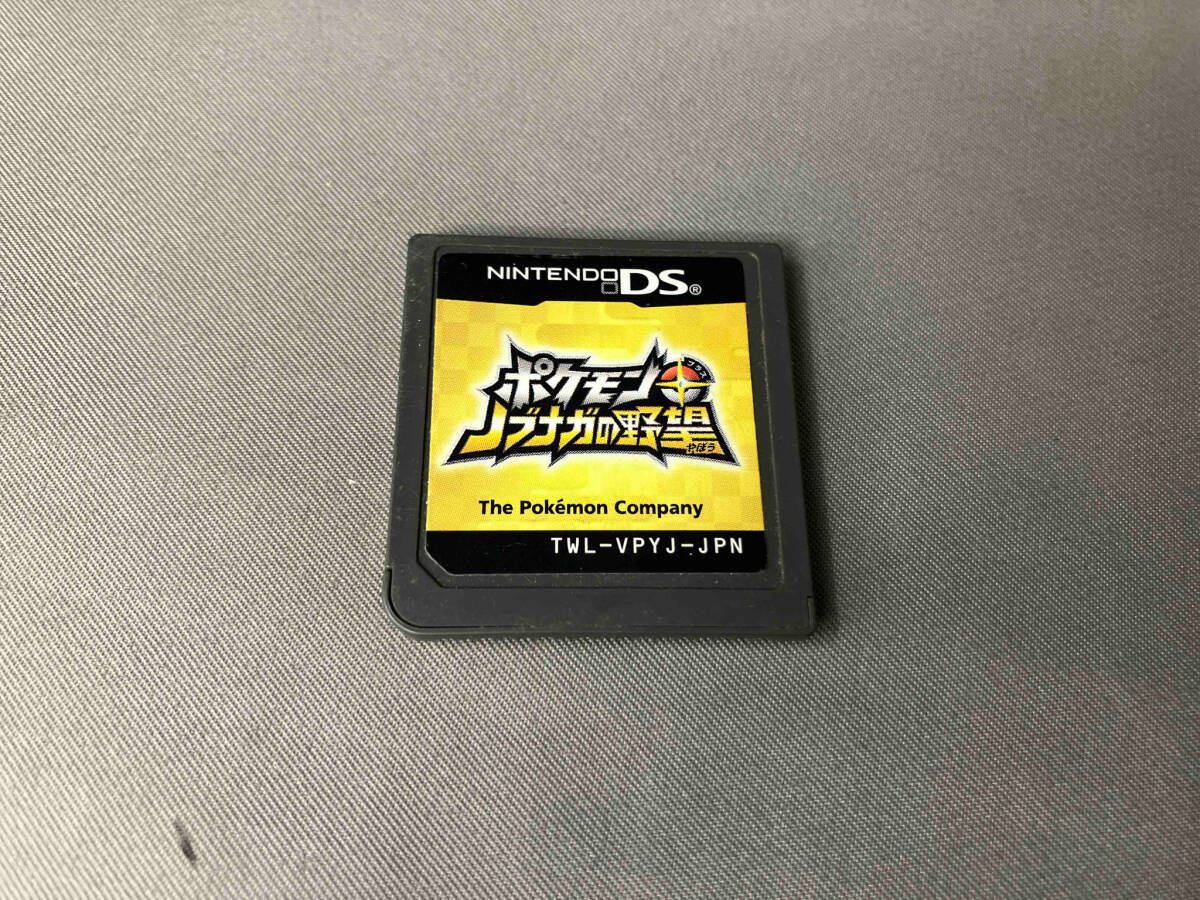 NINTENDO DS®
ポケモン
プラス
ノブナガの野望
やぼう
The Pokémon Company
TWL-VPYJ-JPN